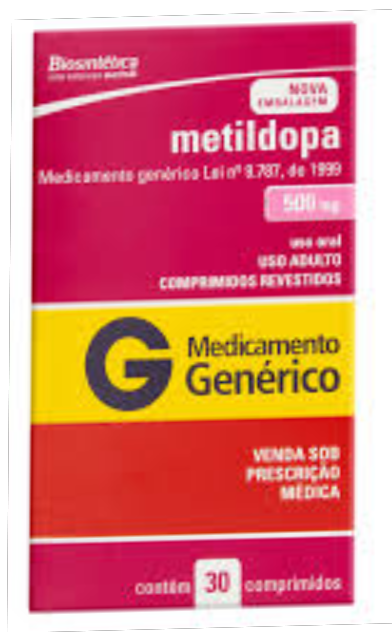 Biosintética
NOVA
EMBALAGEM
metildopa
Medicamento genérico Lei nº 9.787, de 1999
500 mg
uso oral
USO ADULTO
COMPRIMIDOS REVESTIDOS
G Medicamento
Genérico
VENDA SOB
PRESCRIÇÃO
MÉDICA
contém 30 comprimidos